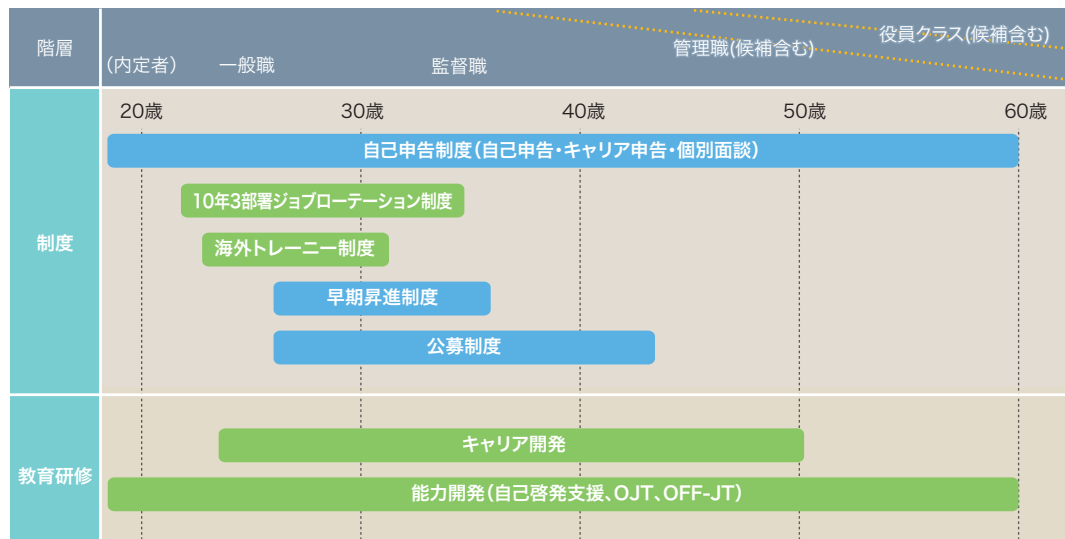 階層
(内定者)
一般職
監督職
管理職(候補含む)
役員クラス(候補含む)
制度
20歳
30歳
40歳
50歳
60歳
自己申告制度(自己申告・キャリア申告・個別面談)
10年3部署ジョブローテーション制度
海外トレーニー制度
早期昇進制度
公募制度
教育研修
キャリア開発
能力開発(自己啓発支援、OJT、OFF-JT)